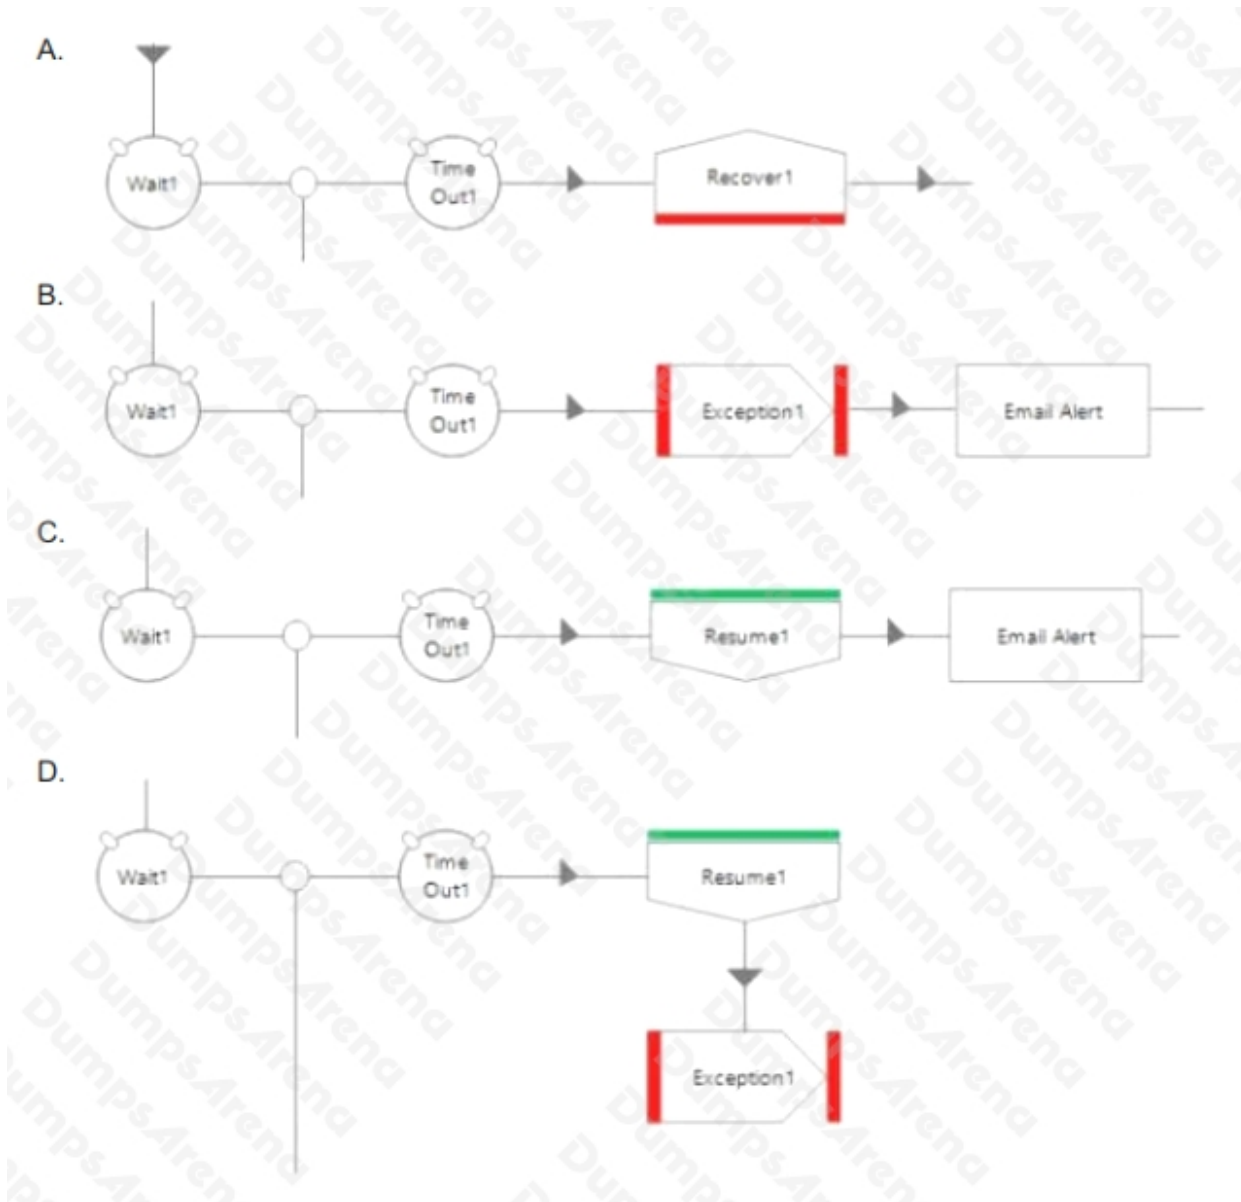 A.
Wait1
Time
Out1
Recover1
B.
Wait1
Time
Out1
Exception1
Email Alert
C.
Wait1
Time
Out1
Resume1
Email Alert
D.
Wait1
Time
Out1
Resume1
Exception1
DumpsArena